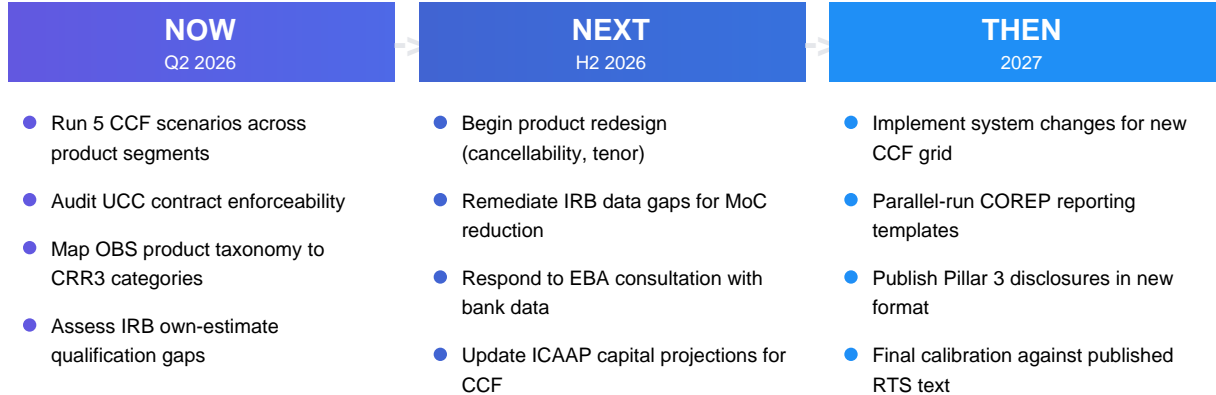 NOW
Q2 2026
Run 5 CCF scenarios across
product segments
Audit UCC contract enforceability
Map OBS product taxonomy to
CRR3 categories
Assess IRB own-estimate
qualification gaps
->
NEXT
H2 2026
Begin product redesign
(cancellability, tenor)
Remediate IRB data gaps for MoC
reduction
Respond to EBA consultation with
bank data
Update ICAAP capital projections for
CCF
->
THEN
2027
Implement system changes for new
CCF grid
Parallel-run COREP reporting
templates
Publish Pillar 3 disclosures in new
format
Final calibration against published
RTS text